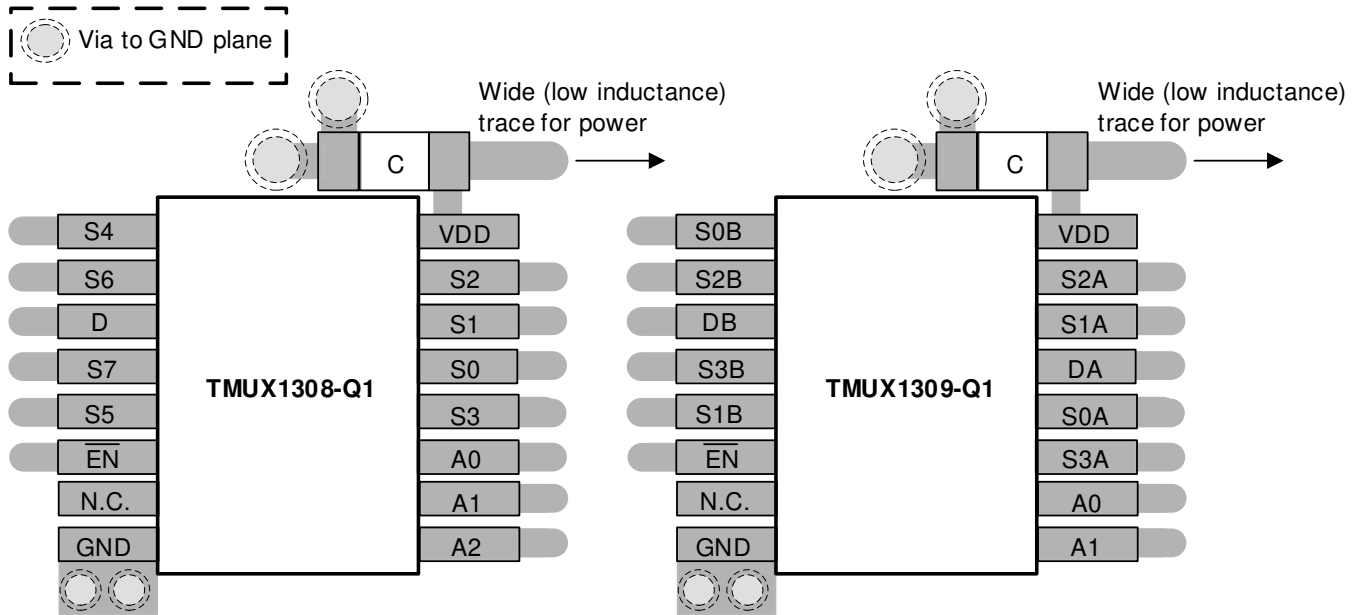 Via to GND plane
Wide (low inductance)
trace for power
C
S4
S6
D
S7
S5
EN
N.C.
GND
TMUX1308-Q1
VDD
S2
S1
S0
S3
A0
A1
A2
Wide (low inductance)
trace for power
C
S0B
S2B
DB
S3B
S1B
EN
N.C.
GND
TMUX1309-Q1
VDD
S2A
S1A
DA
S0A
S3A
A0
A1